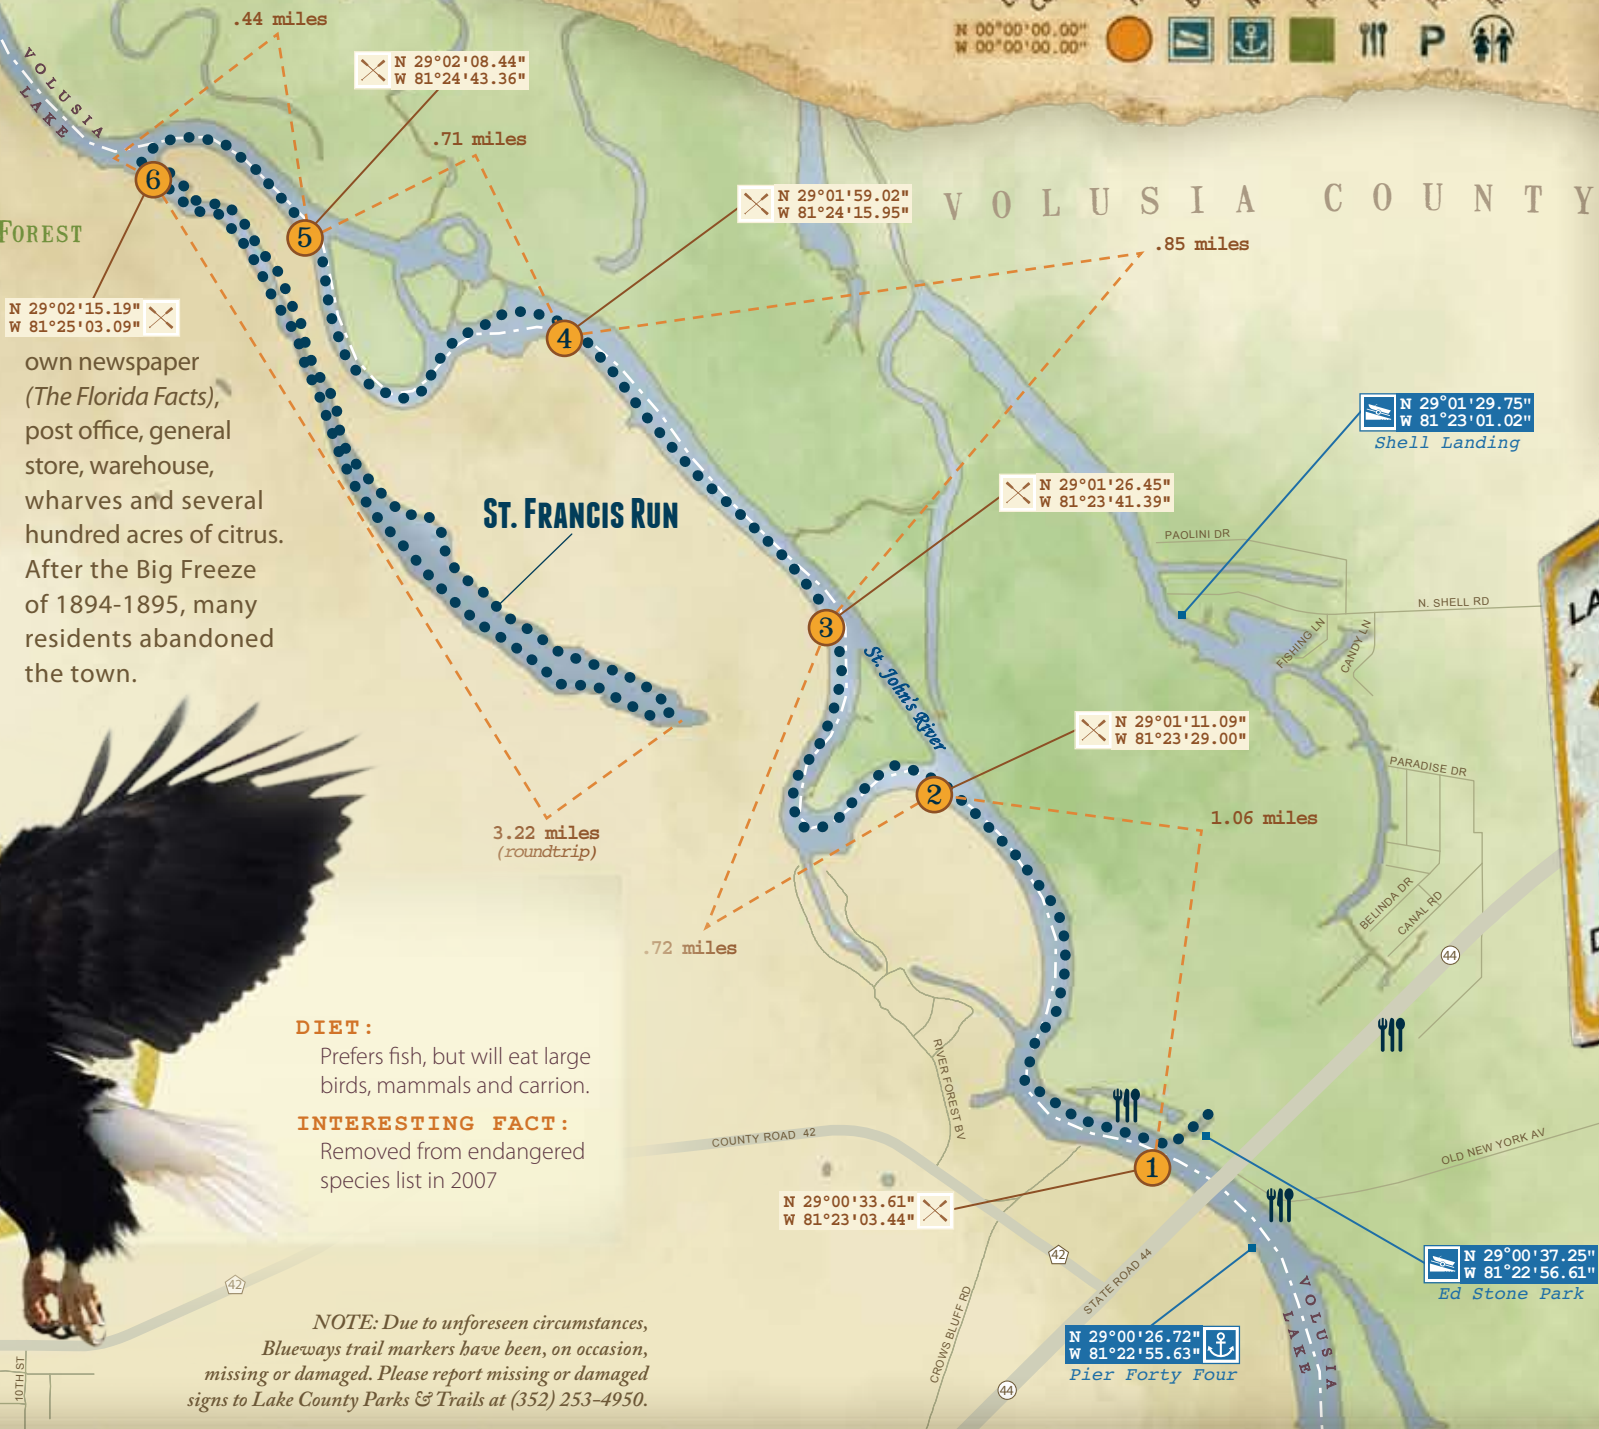 .44 miles
N 00°00'00.00"
W 00°00'00.00"
P
VOLUSIA
LAKE
N 29°02'08.44"
W 81°24'43.36"
.71 miles
6
5
FOREST
N 29°01'59.02"
W 81°24'15.95"
VOLUSIA COUNTY
.85 miles
N 29°02'15.19"
W 81°25'03.09"
4
own newspaper
(The Florida Facts),
post office, general
store, warehouse,
wharves and several
hundred acres of citrus.
After the Big Freeze
of 1894-1895, many
residents abandoned
the town.
N 29°01'29.75"
W 81°23'01.02"
Shell Landing
ST. FRANCIS RUN
N 29°01'26.45"
W 81°23'41.39"
PAOLINI DR
N. SHELL RD
FISHING LN
CANDY LN
LA
3
St. John's River
N 29°01'11.09"
W 81°23'29.00"
PARADISE DR
2
1.06 miles
3.22 miles
(roundtrip)
BELINDA DR
CANAL RD
.72 miles
44
DIET:
Prefers fish, but will eat large
birds, mammals and carrion.
INTERESTING FACT:
Removed from endangered
species list in 2007
RIVER FOREST BV
COUNTY ROAD 42
OLD NEW YORK AV
1
N 29°00'33.61"
W 81°23'03.44"
42
42
STATE ROAD 44
N 29°00'37.25"
W 81°22'56.61"
Ed Stone Park
VOLUSIA
LAKE
N 29°00'26.72"
W 81°22'55.63"
Pier Forty Four
CROWS BLUFF RD
44
10TH ST
NOTE: Due to unforeseen circumstances,
Blueways trail markers have been, on occasion,
missing or damaged. Please report missing or damaged
signs to Lake County Parks & Trails at (352) 253-4950.